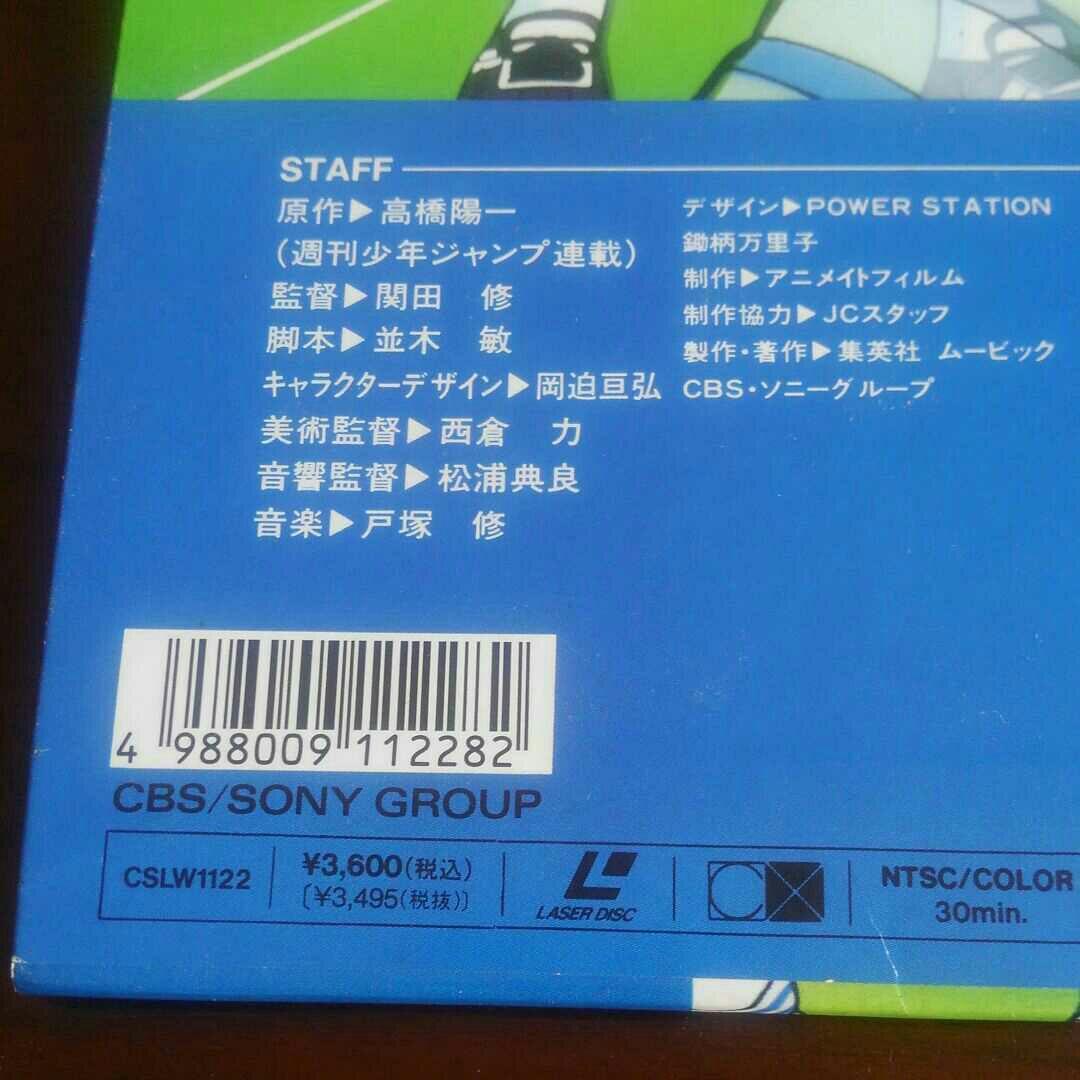 STAFF
原作▶高橋陽一
(週刊少年ジャンプ連載)
監督▶関田 修
脚本▶並木 敏
キャラクターデザイン▶岡迫亘弘
美術監督▶西倉 力
音響監督▶松浦典良
音楽▶戸塚 修
デザイン▶POWER STATION
鋤柄万里子
制作▶アニメイトフィルム
制作協力▶JCスタッフ
製作・著作▶集英社 ムービック
CBS・ソニーグループ
4 988009 112282
CBS/SONY GROUP
CSLW1122
¥3,600(税込)
〔¥3,495(税抜)〕
LASER DISC
NTSC/COLOR
30min.